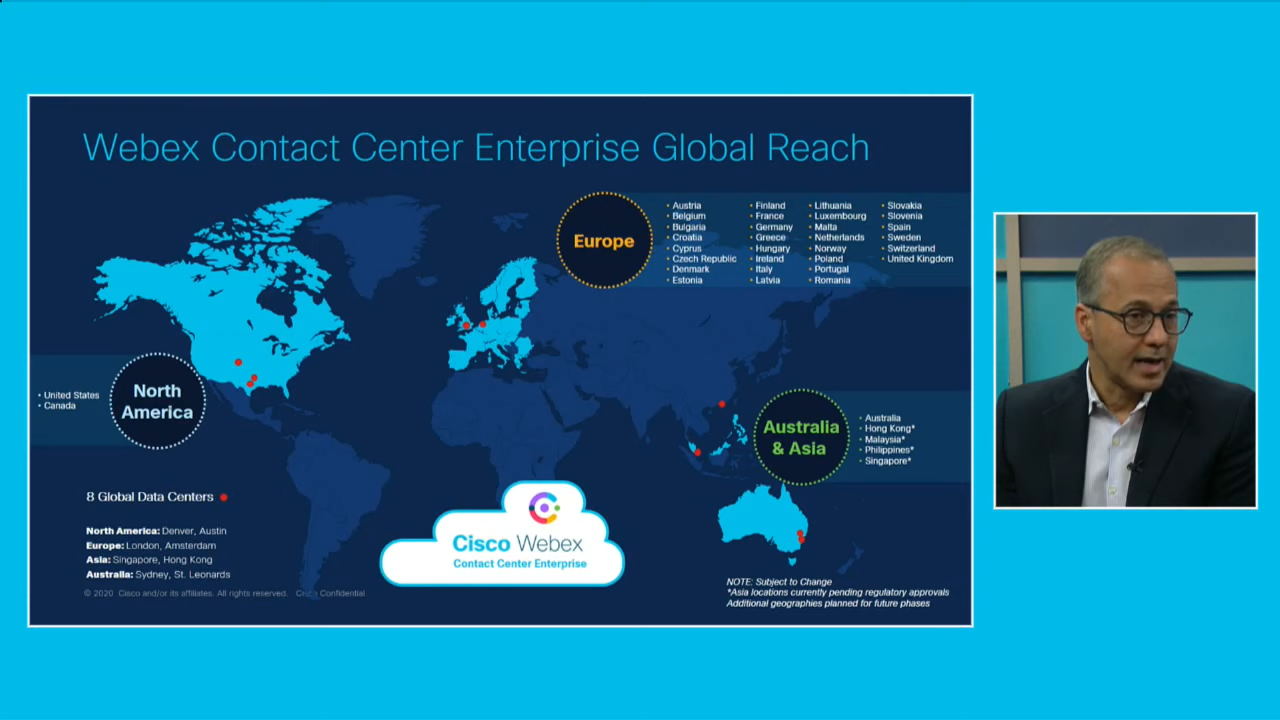 Webex Contact Center Enterprise Global Reach
Europe
• Austria
• Belgium
• Bulgaria
• Croatia
• Cyprus
• Czech Republic
• Denmark
• Estonia
• Finland
• France
• Germany
• Greece
• Hungary
• Ireland
• Italy
• Latvia
• Lithuania
• Luxembourg
• Malta
• Netherlands
• Norway
• Poland
• Portugal
• Romania
• Slovakia
• Slovenia
• Spain
• Sweden
• Switzerland
• United Kingdom
• United States
• Canada
North
America
Australia
& Asia
• Australia
• Hong Kong*
• Malaysia*
• Philippines*
• Singapore*
8 Global Data Centers
North America: Denver, Austin
Europe: London, Amsterdam
Asia: Singapore, Hong Kong
Australia: Sydney, St. Leonards
© 2020 Cisco and/or its affiliates. All rights reserved. Cisco Confidential
Cisco Webex
Contact Center Enterprise
NOTE: Subject to Change
*Asia locations currently pending regulatory approvals
Additional geographies planned for future phases